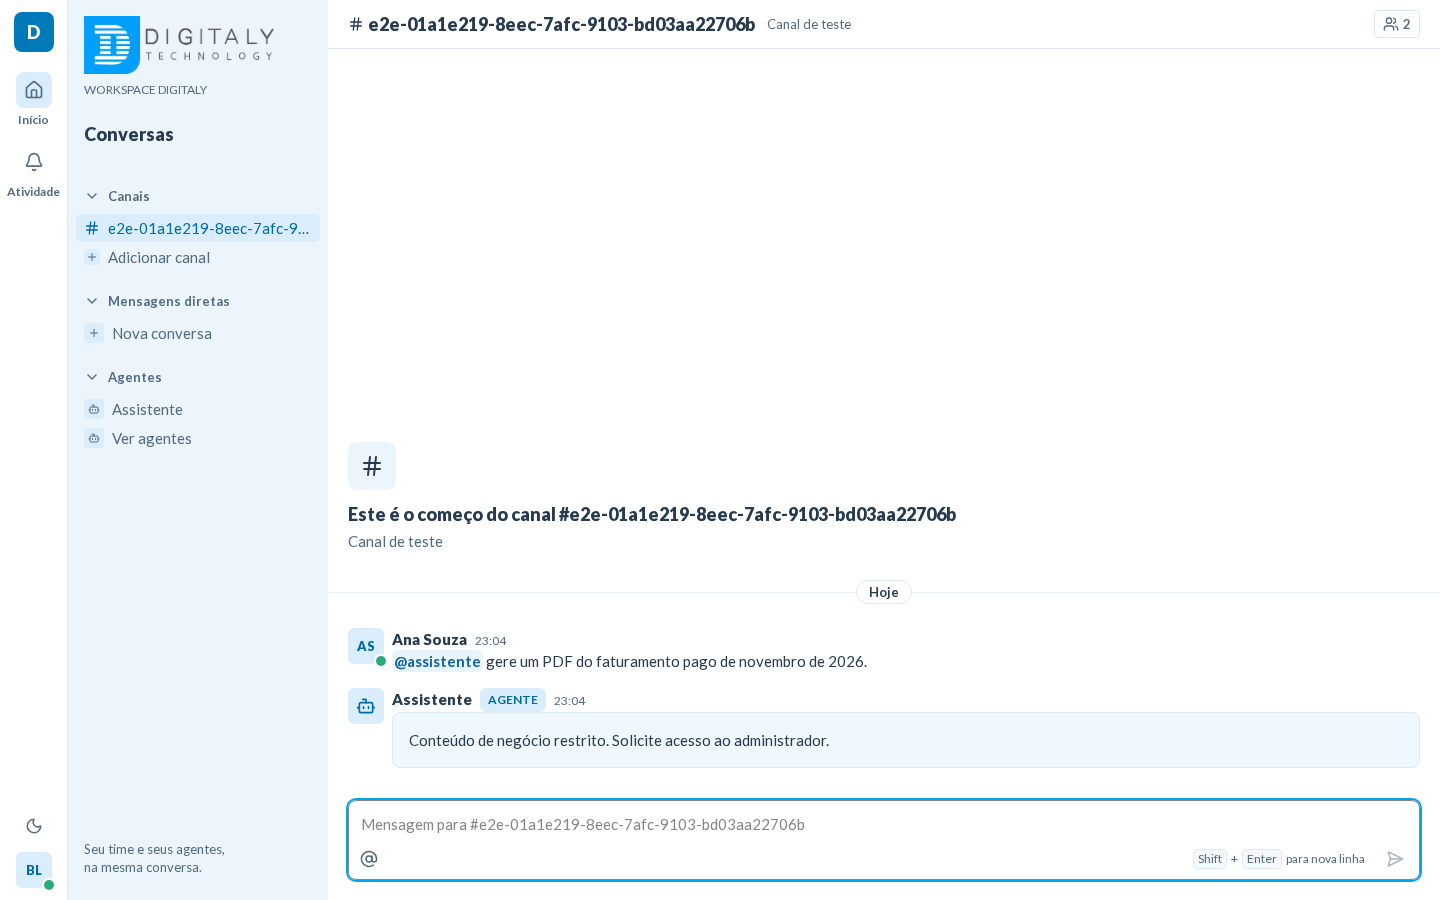 D
Início
Atividade
BL
DIGITALY
TECHNOLOGY
WORKSPACE DIGITALY
Conversas
Canais
e2e-01a1e219-8eec-7afc-9...
Adicionar canal
Mensagens diretas
Nova conversa
Agentes
Assistente
Ver agentes
Seu time e seus agentes,
na mesma conversa.
# e2e-01a1e219-8eec-7afc-9103-bd03aa22706b Canal de teste
2
Este é o começo do canal #e2e-01a1e219-8eec-7afc-9103-bd03aa22706b
Canal de teste
Hoje
AS
Ana Souza 23:04
@assistente gere um PDF do faturamento pago de novembro de 2026.
Assistente AGENTE 23:04
Conteúdo de negócio restrito. Solicite acesso ao administrador.
Mensagem para #e2e-01a1e219-8eec-7afc-9103-bd03aa22706b
Shift + Enter para nova linha